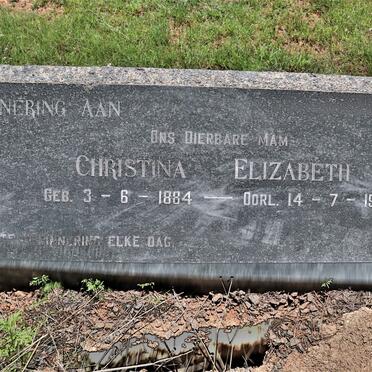 NERING AAN
ONS DIERBARE MAM
CHRISTINA ELIZABETH
GEB. 3 - 6 - 1884 — OORL. 14 - 7 - 19
ELKE DAG.